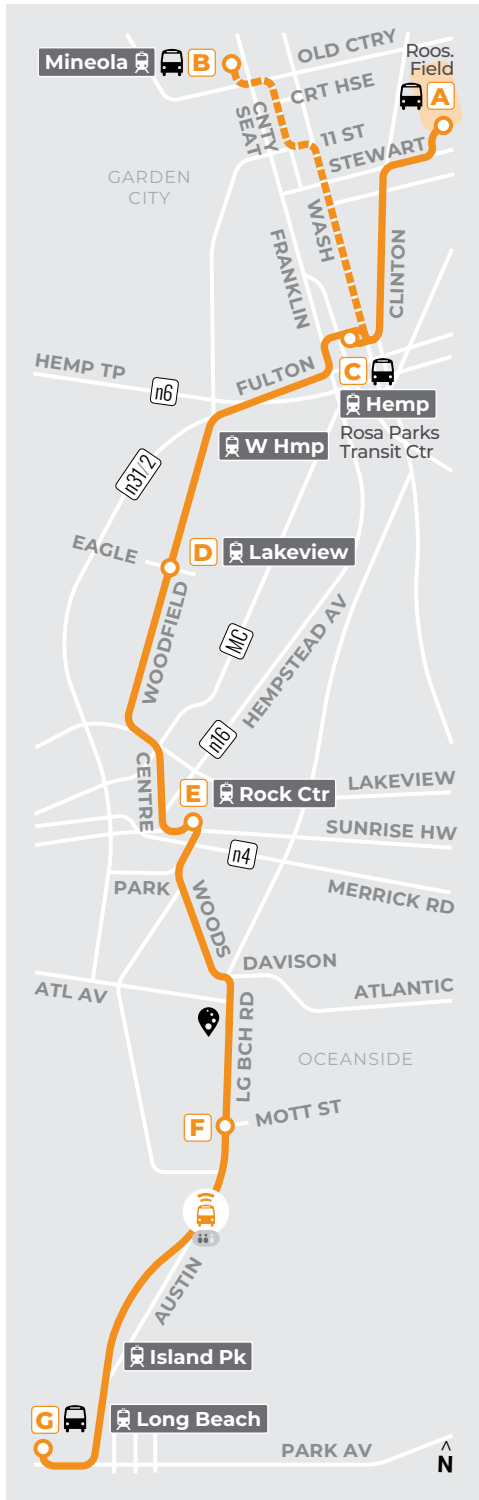 Mineola
B
OLD CTRY
Roos.
Field
A
CRT HSE
CNTY
SEAT
11 ST
STEWART
GARDEN
CITY
WASH
FRANKLIN
CLINTON
HEMP TP
n6
FULTON
C
Hemp
Rosa Parks
Transit Ctr
W Hmp
n31/2
EAGLE
D
Lakeview
WOODFIELD
MC
HEMPSTEAD AV
n16
CENTRE
E
Rock Ctr
LAKEVIEW
SUNRISE HW
n4
MERRICK RD
PARK
WOODS
DAVISON
ATL AV
ATLANTIC
LG BCH RD
OCEANSIDE
F
MOTT ST
AUSTIN
Island Pk
G
Long Beach
PARK AV
^
N